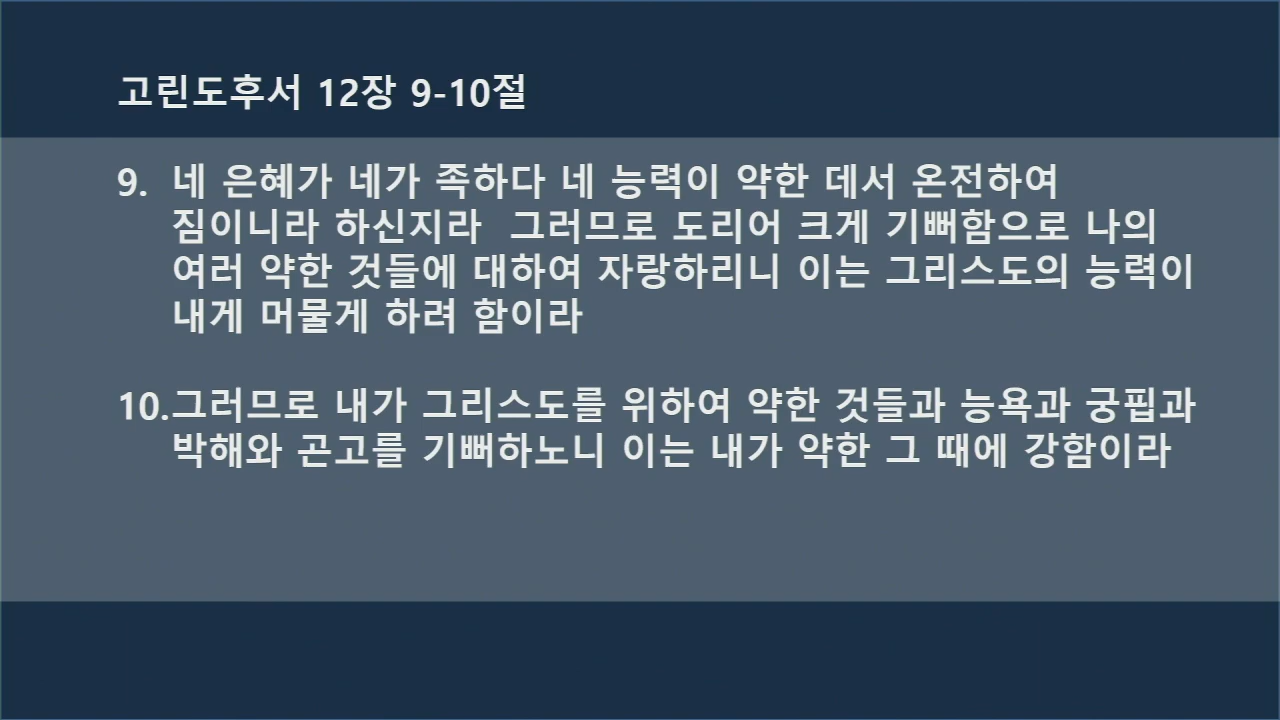 고린도후서 12장 9-10절
9. 네 은혜가 네가 족하다 네 능력이 약한 데서 온전하여
짐이니라 하신지라 그러므로 도리어 크게 기뻐함으로 나의
여러 약한 것들에 대하여 자랑하리니 이는 그리스도의 능력이
내게 머물게 하려 함이라
10.그러므로 내가 그리스도를 위하여 약한 것들과 능욕과 궁핍과
박해와 곤고를 기뻐하노니 이는 내가 약한 그 때에 강함이라